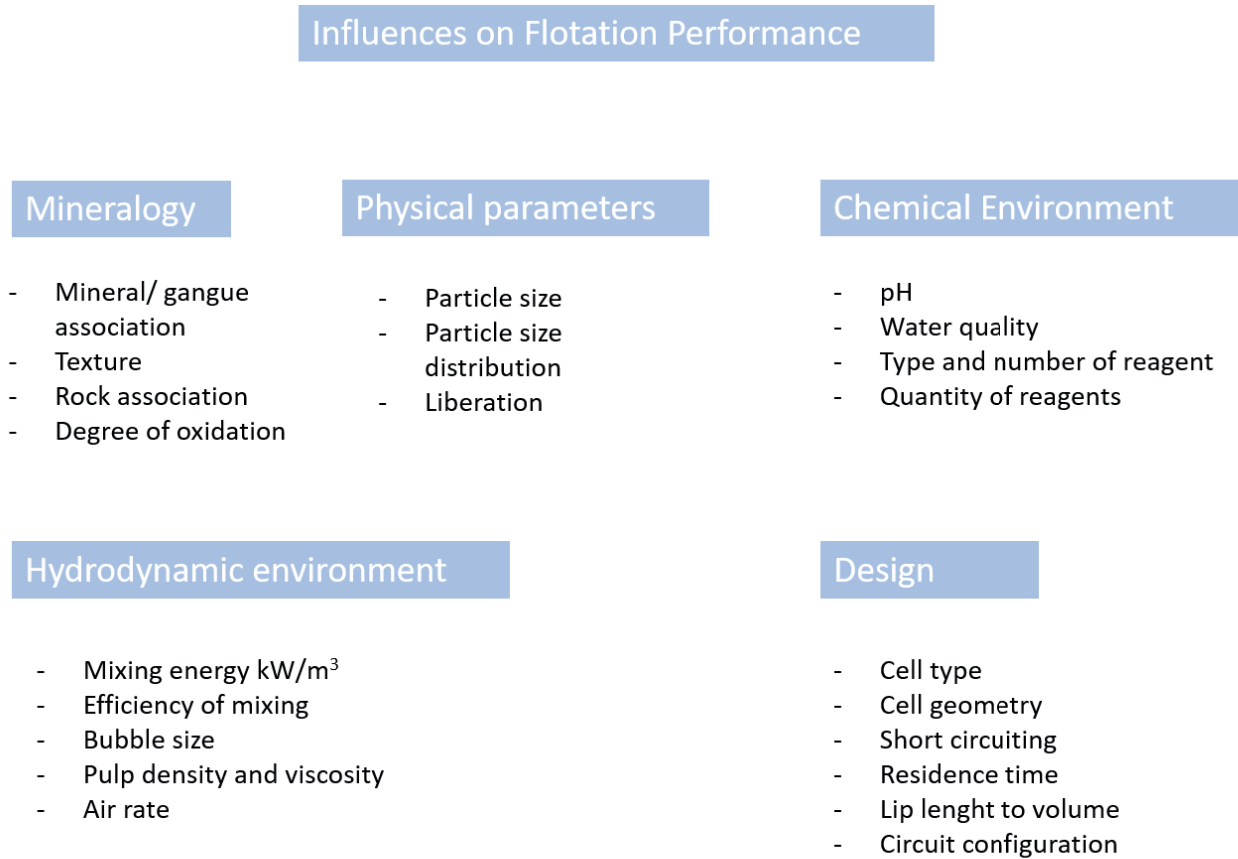 Influences on Flotation Performance
Mineralogy
- Mineral/ gangue
association
- Texture
- Rock association
- Degree of oxidation
Physical parameters
- Particle size
- Particle size
distribution
- Liberation
Chemical Environment
- pH
- Water quality
- Type and number of reagent
- Quantity of reagents
Hydrodynamic environment
- Mixing energy kW/m³
- Efficiency of mixing
- Bubble size
- Pulp density and viscosity
- Air rate
Design
- Cell type
- Cell geometry
- Short circuiting
- Residence time
- Lip lenght to volume
- Circuit configuration